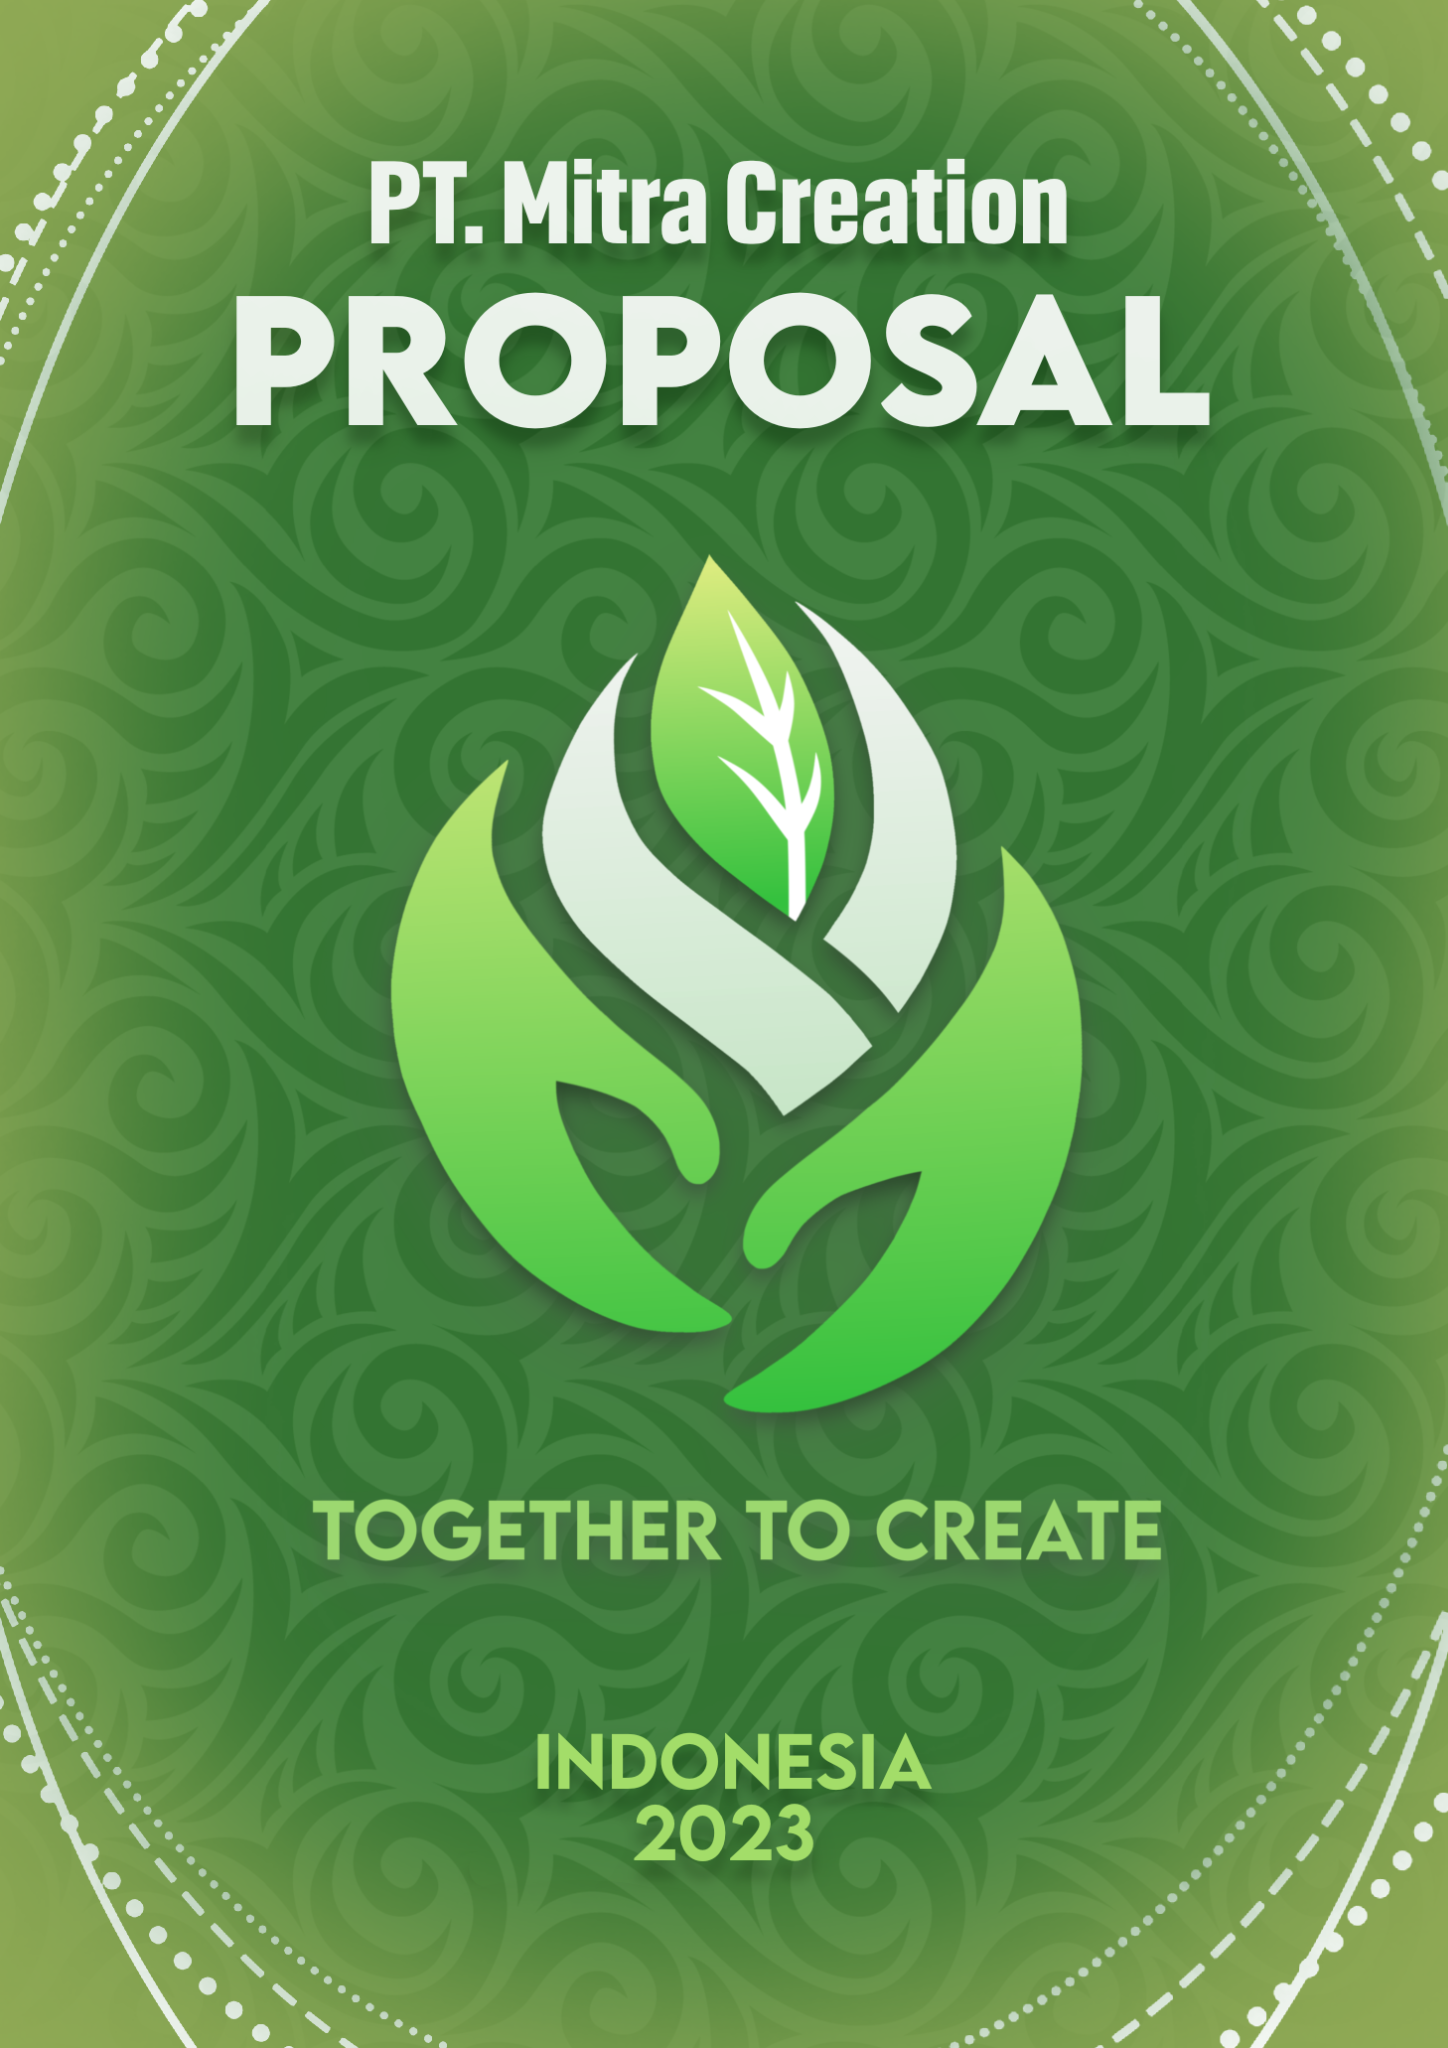 PT. Mitra Creation
PROPOSAL
TOGETHER TO CREATE
INDONESIA
2023